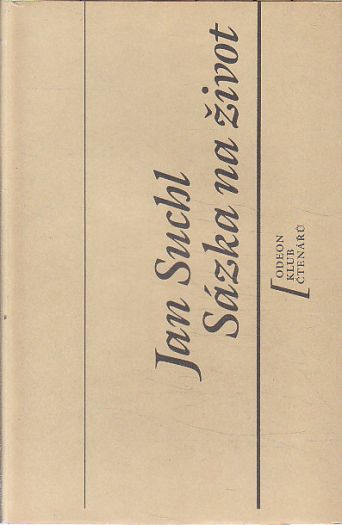 Jan Suchl
Sázka na život
ODEON
KLUB
ČTENÁŘŮ